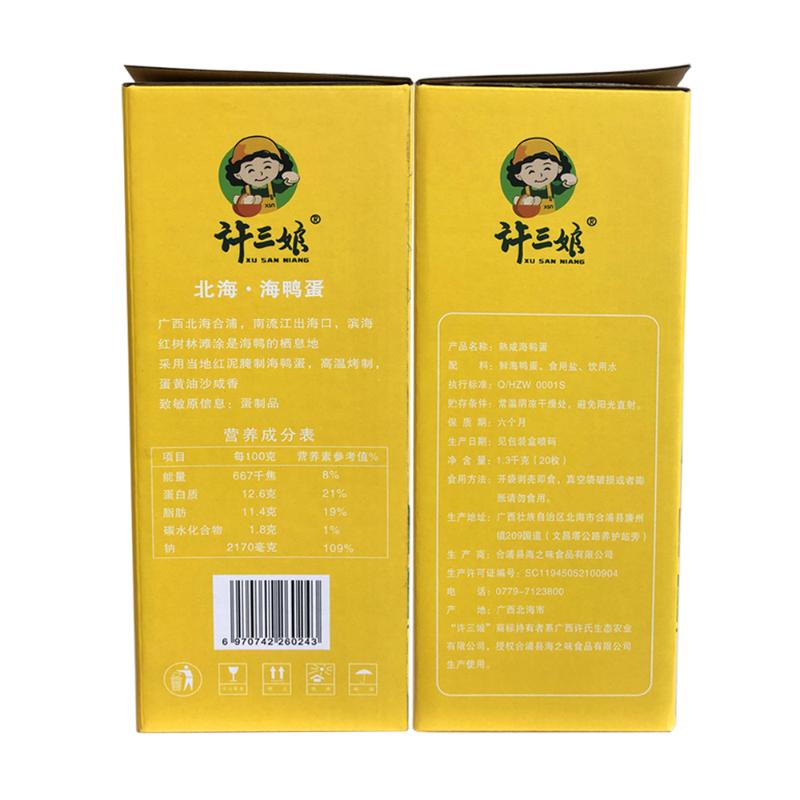 XSN
许三娘®
XU SAN NIANG
北海·海鸭蛋
广西北海合浦，南流江出海口，滨海
红树林滩涂是海鸭的栖息地
采用当地红泥腌制海鸭蛋，高温烤制，
蛋黄油沙咸香
致敏原信息：蛋制品
营养成分表
项目 每100克 营养素参考值%
能量 667千焦 8%
蛋白质 12.6克 21%
脂肪 11.4克 19%
碳水化合物 1.8克 1%
钠 2170毫克 109%
6 970742 260243
许三娘®
XU SAN NIANG
产品名称：熟咸海鸭蛋
配 料：鲜海鸭蛋、食用盐、饮用水
执行标准：Q/HZW 0001S
贮存条件：常温阴凉干燥处，避免阳光直射。
保 质 期：六个月
生产日期：见包装盒喷码
净 含 量：1.3千克（20枚）
食用方法：开袋剥壳即食，真空袋破损或者膨
胀请勿食用。
生产地址：广西壮族自治区北海市合浦县廉州
镇209国道（文昌塔公路养护站旁）
生 产 商：合浦县海之味食品有限公司
生产许可证编号：SC11945052100904
电 话：0779-7123800
产 地：广西北海市
“许三娘”商标持有者系广西许氏生态农业
有限公司，授权合浦县海之味食品有限公司
生产使用。